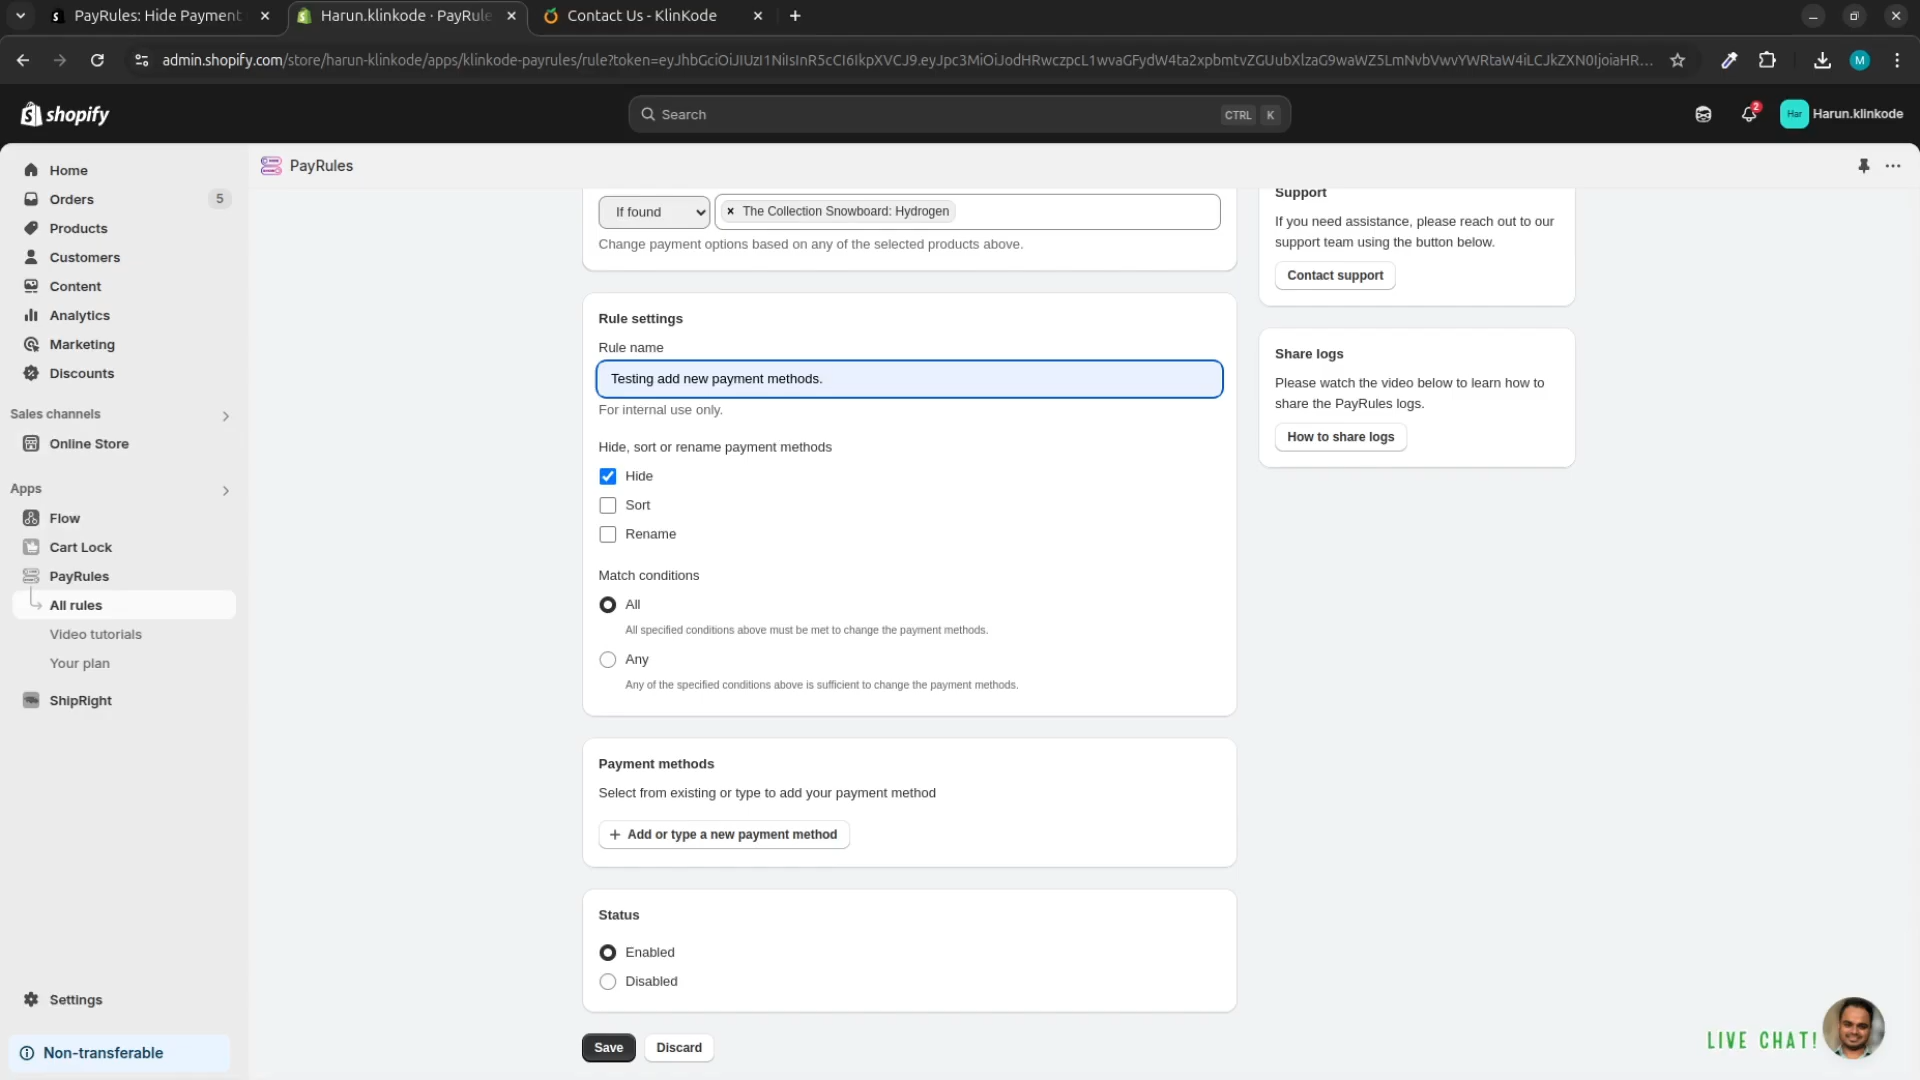 PayRules: Hide Payment
Harun.klinkode · PayRule
Contact Us - KlinKode
admin.shopify.com/store/harun-klinkode/apps/klinkode-payrules/rule?token=eyJhbGciOiJIUzI1NiIsInR5cCI6IkpXVCJ9.eyJpc3MiOiJodHRwczpcL1wvaGFydW4ta2xpbmtvZGUubXlzaG9waWZ5LmNvbVwvYWRtaW4iLCJkZXN0IjoiaHR...
M
shopify
Search
CTRL K
2
Har
Harun.klinkode
Home
Orders 5
Products
Customers
Content
Analytics
Marketing
Discounts
Sales channels
Online Store
Apps
Flow
Cart Lock
PayRules
All rules
Video tutorials
Your plan
ShipRight
Settings
Non-transferable
PayRules
If found
× The Collection Snowboard: Hydrogen
Change payment options based on any of the selected products above.
Rule settings
Rule name
Testing add new payment methods.
For internal use only.
Hide, sort or rename payment methods
Hide
Sort
Rename
Match conditions
All
All specified conditions above must be met to change the payment methods.
Any
Any of the specified conditions above is sufficient to change the payment methods.
Payment methods
Select from existing or type to add your payment method
+ Add or type a new payment method
Status
Enabled
Disabled
Save
Discard
Support
If you need assistance, please reach out to our
support team using the button below.
Contact support
Share logs
Please watch the video below to learn how to
share the PayRules logs.
How to share logs
LIVE CHAT!